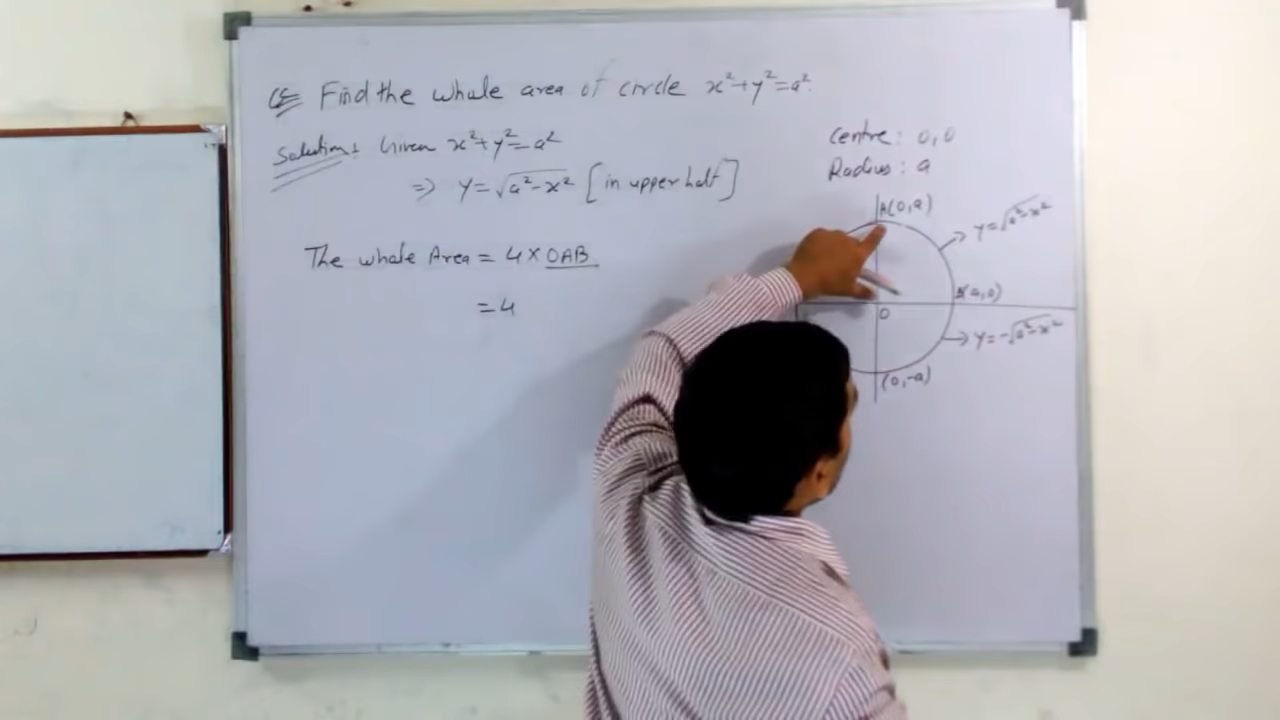 Find the whole area of circle x²+y²=a².
Solution: Given x²+y²=a²
⇒ y=√a²-x² [in upper half]
The whole Area = 4×OAB
=4
Centre: 0,0
Radius: a
A(0,a)
→ y=√a²-x²
B(a,0)
O
→ y=-√a²-x²
(0,-a)